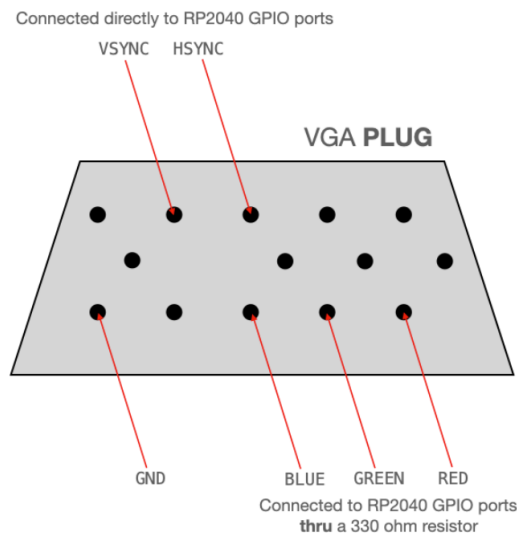 Connected directly to RP2040 GPIO ports
VSYNC HSYNC
VGA PLUG
GND BLUE GREEN RED
Connected to RP2040 GPIO ports
thru a 330 ohm resistor